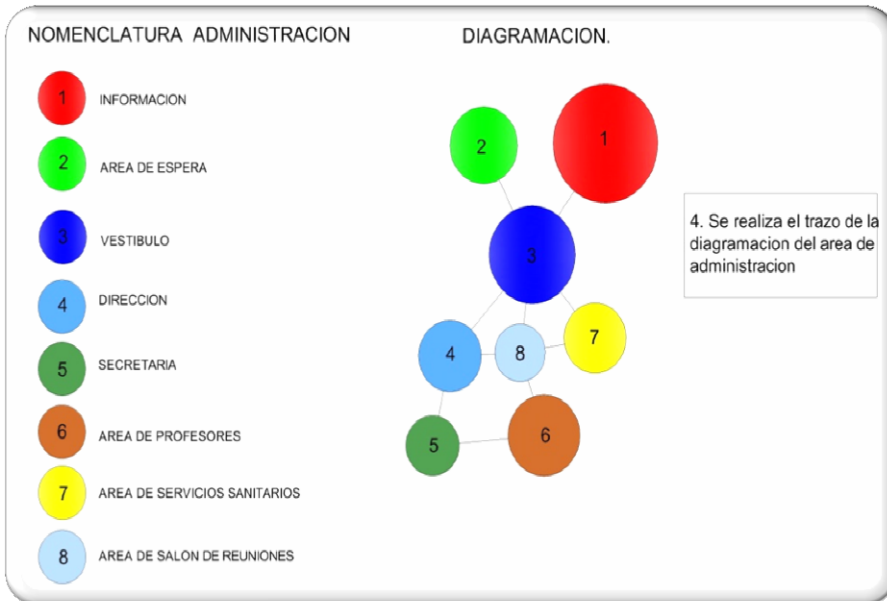 NOMENCLATURA ADMINISTRACION
1 INFORMACION
2 AREA DE ESPERA
3 VESTIBULO
4 DIRECCION
5 SECRETARIA
6 AREA DE PROFESORES
7 AREA DE SERVICIOS SANITARIOS
8 AREA DE SALON DE REUNIONES
DIAGRAMACION.
1
2
3
7
4
8
5
6
4. Se realiza el trazo de la
diagramacion del area de
administracion